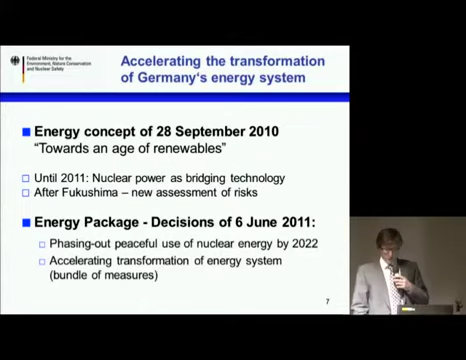 Federal Ministry for the
Environment, Nature Conservation
and Nuclear Safety
Accelerating the transformation
of Germany's energy system
Energy concept of 28 September 2010
“Towards an age of renewables”
Until 2011: Nuclear power as bridging technology
After Fukushima – new assessment of risks
Energy Package - Decisions of 6 June 2011:
Phasing-out peaceful use of nuclear energy by 2022
Accelerating transformation of energy system
(bundle of measures)
7